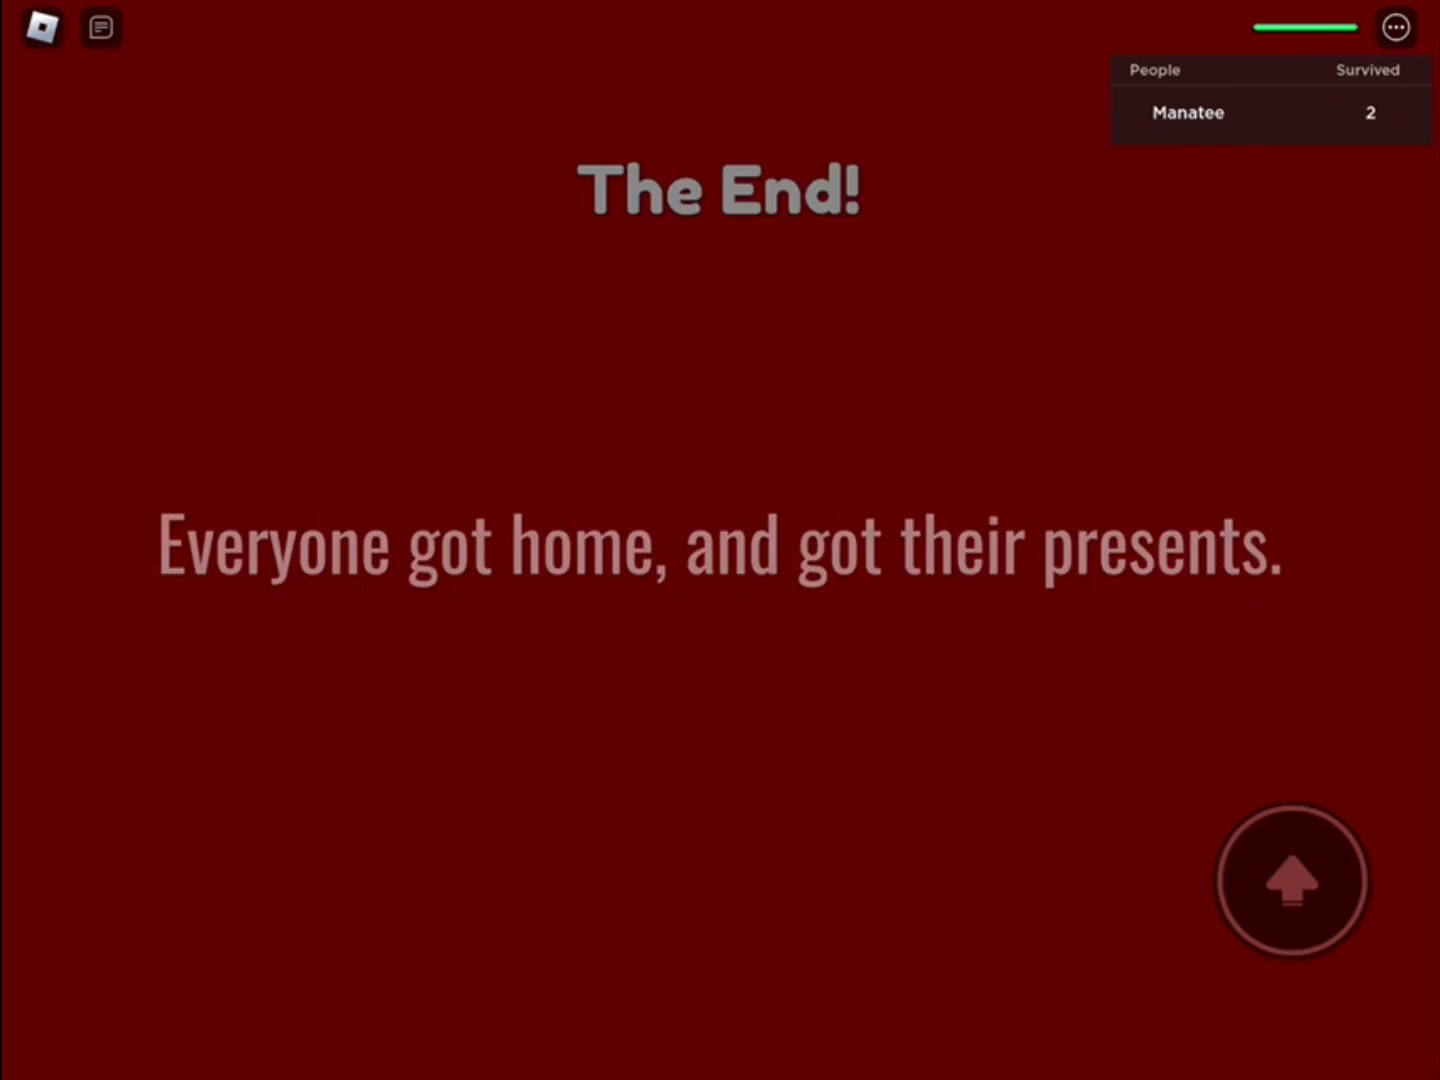 People Survived
Manatee 2
The End!
Everyone got home, and got their presents.